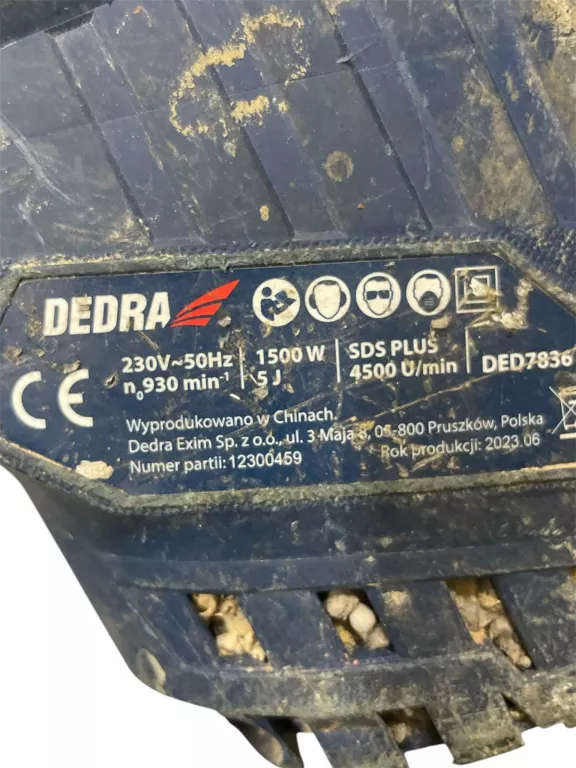 DEDRA
230V~50Hz
n₀930 min⁻¹
1500 W
5 J
SDS PLUS
4500 U/min
DED7836
CE
Wyprodukowano w Chinach.
Dedra Exim Sp. z o.o., ul. 3 Maja 8, 05-800 Pruszków, Polska
Numer partii: 12300459
Rok produkcji: 2023.06